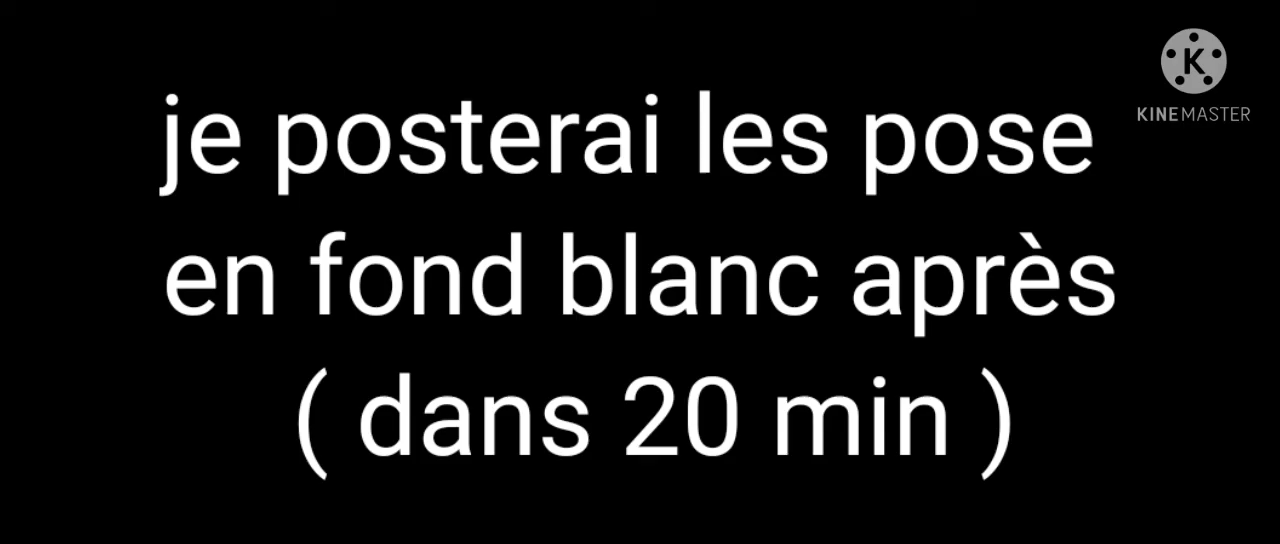 K
KINEMASTER
je posterai les pose
en fond blanc après
( dans 20 min )